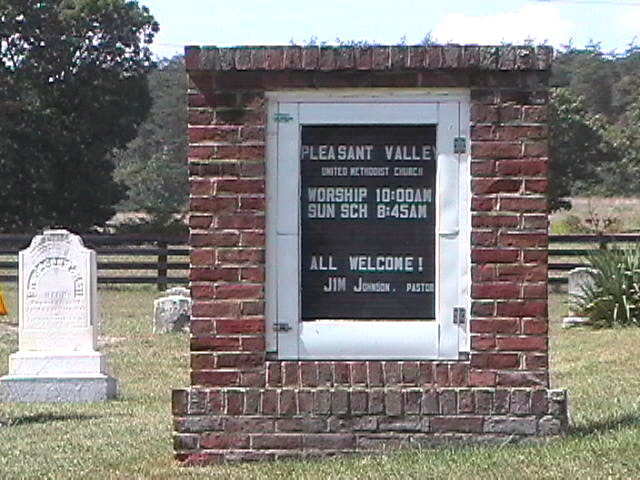 PLEASANT VALLEY
UNITED METHODIST CHURCH
WORSHIP 10:00AM
SUN SCH 8:45AM
ALL WELCOME!
JIM JOHNSON. PASTOR